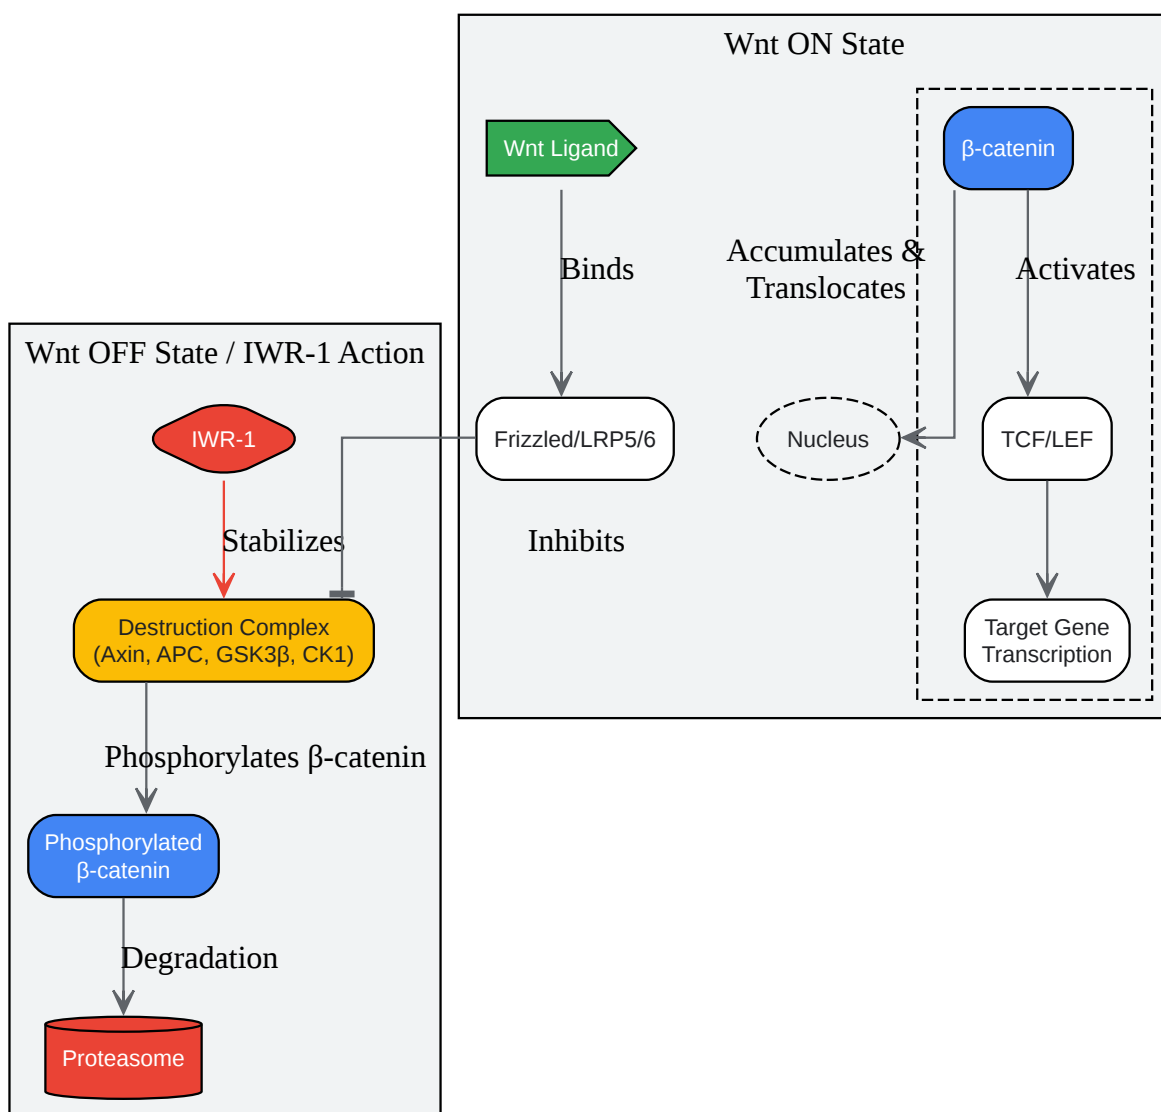 Wnt ON State
Wnt Ligand
β-catenin
Binds
Accumulates &
Translocates
Activates
Wnt OFF State / IWR-1 Action
IWR-1
Frizzled/LRP5/6
Nucleus
TCF/LEF
Stabilizes
Inhibits
Destruction Complex
(Axin, APC, GSK3β, CK1)
Target Gene
Transcription
Phosphorylates β-catenin
Phosphorylated
β-catenin
Degradation
Proteasome